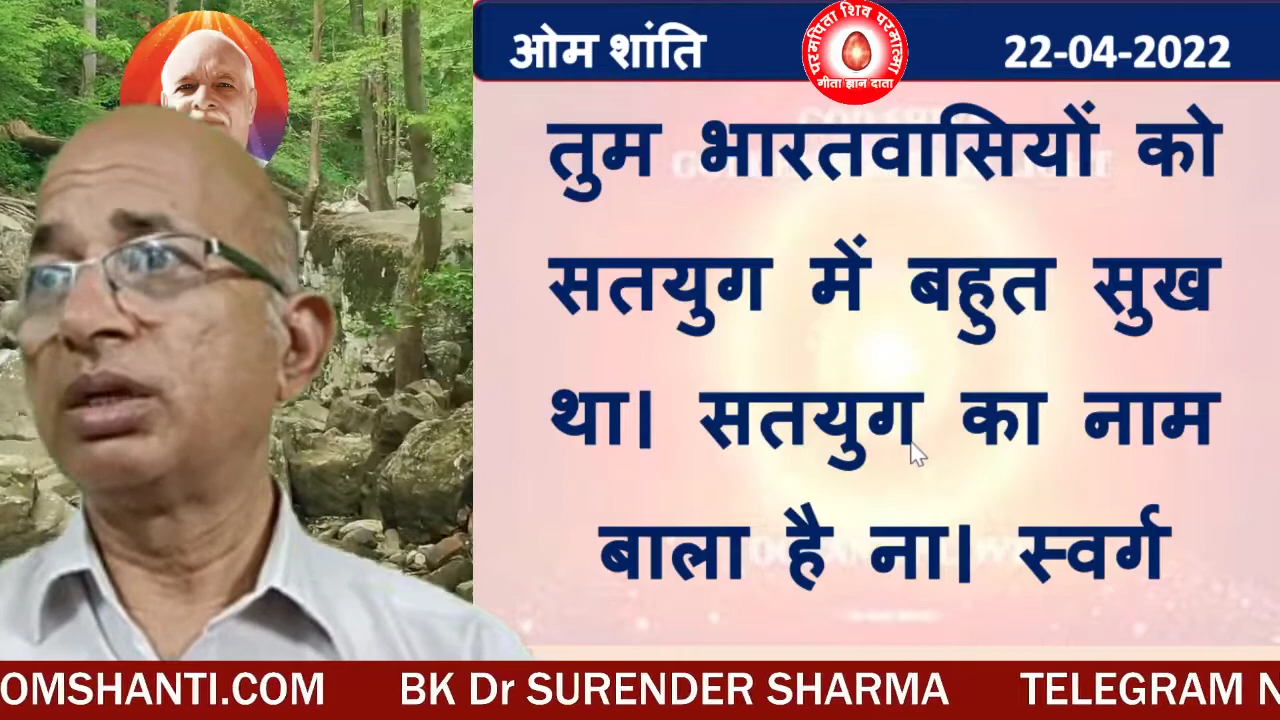 ओम शांति
परमपिता शिव परमात्मा
गीता ज्ञान दाता
22-04-2022
तुम भारतवासियों को
सतयुग में बहुत सुख
था। सतयुग का नाम
बाला है ना। स्वर्ग
OMSHANTI.COM BK Dr SURENDER SHARMA TELEGRAM N